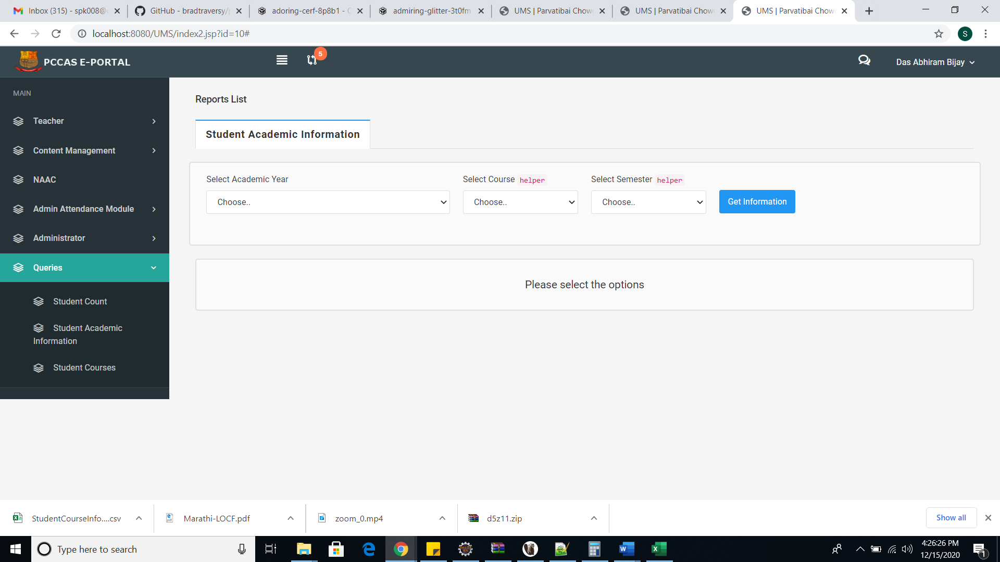 Inbox (315) - spk008@
GitHub - bradtraversy/
adoring-cerf-8p8b1 - C
admiring-glitter-3t0fm
UMS | Parvatibai Chow
UMS | Parvatibai Chow
UMS | Parvatibai Chow
localhost:8080/UMS/index2.jsp?id=10#
S
PCCAS E-PORTAL
5
Das Abhiram Bijay
MAIN
Teacher
Content Management
NAAC
Admin Attendance Module
Administrator
Queries
Student Count
Student Academic
Information
Student Courses
Reports List
Student Academic Information
Select Academic Year
Select Course helper
Select Semester helper
Choose..
Choose..
Choose..
Get Information
Please select the options
StudentCourseInfo....csv
Marathi-LOCF.pdf
zoom_0.mp4
d5z11.zip
Show all
Type here to search
4:26:26 PM
12/15/2020
1